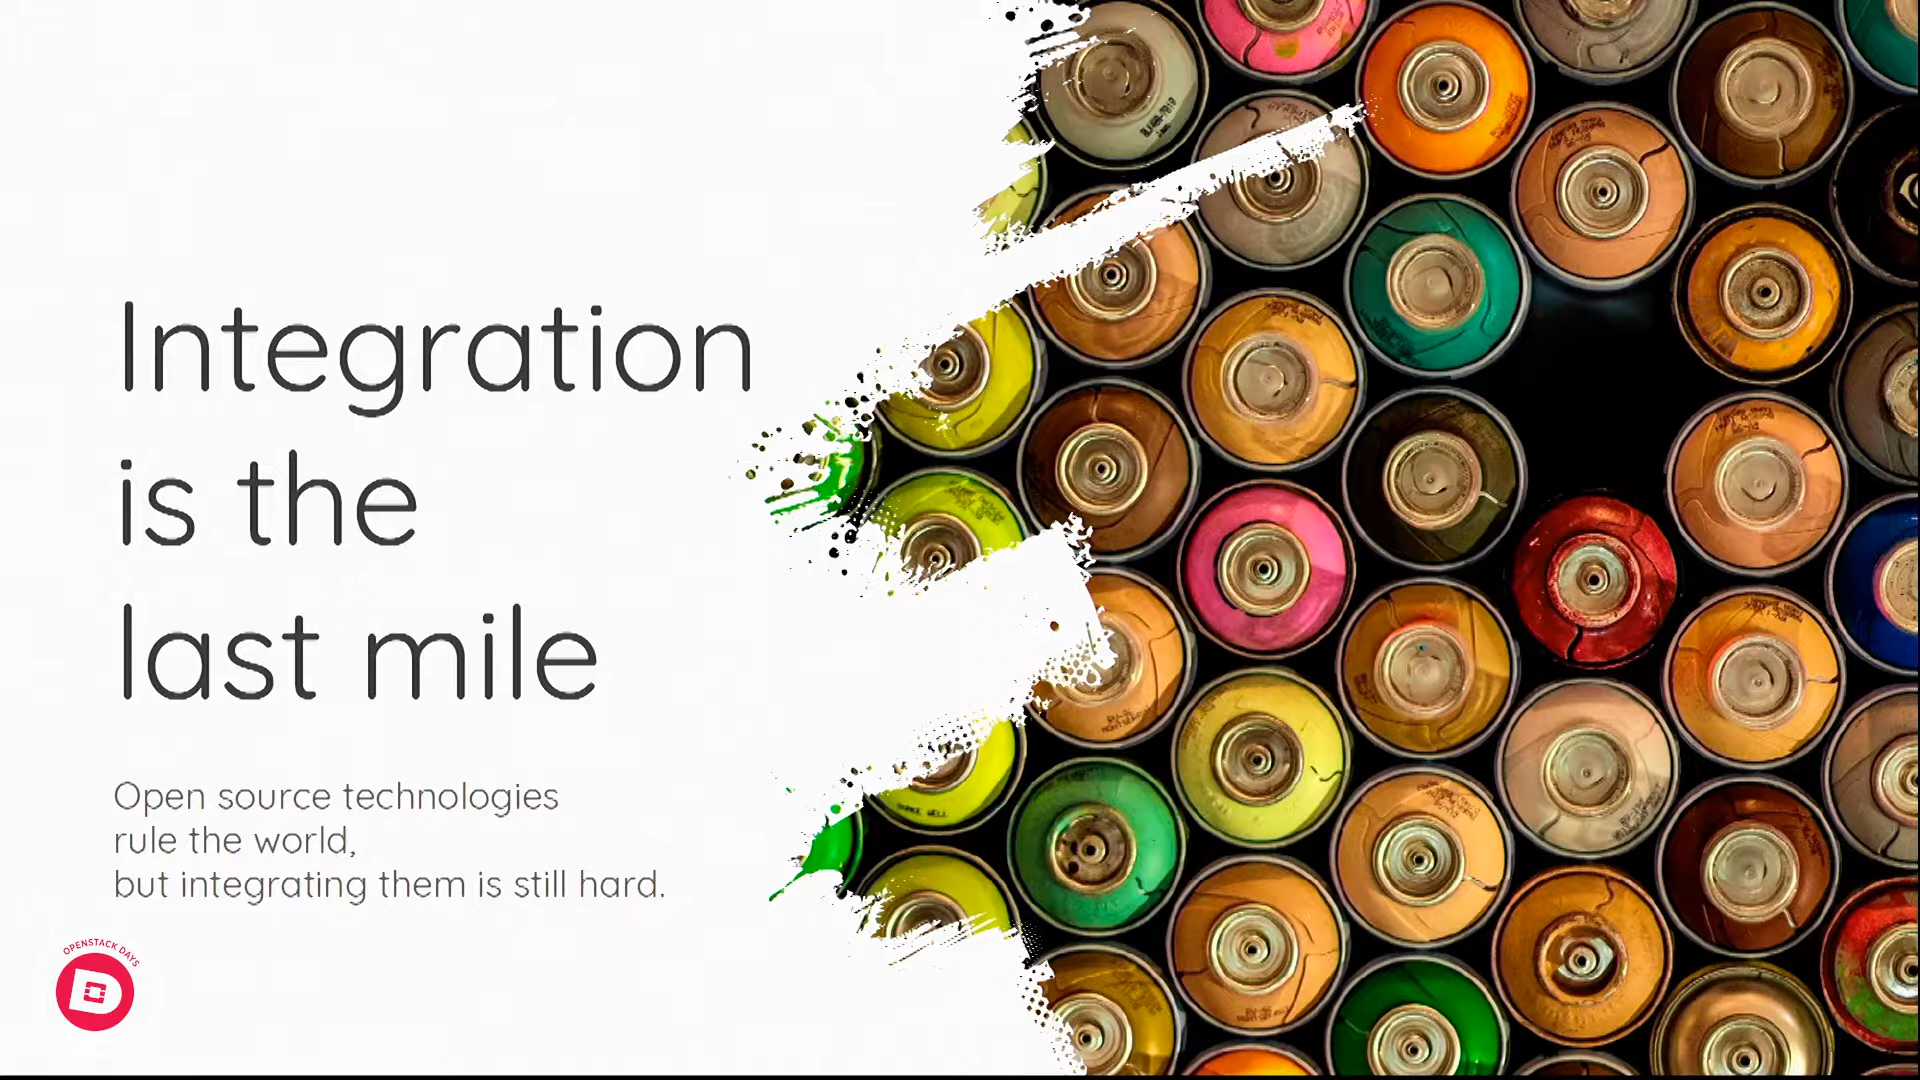 Integration
is the
last mile
Open source technologies
rule the world,
but integrating them is still hard.
OPENSTACK DAYS